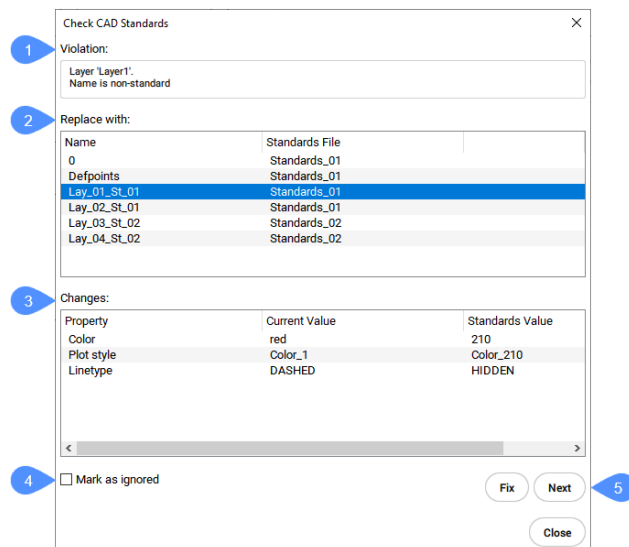 Check CAD Standards
1
Violation:
Layer 'Layer1'.
Name is non-standard
2
Replace with:
Name Standards File
0 Standards_01
Defpoints Standards_01
Lay_01_St_01 Standards_01
Lay_02_St_01 Standards_01
Lay_03_St_02 Standards_02
Lay_04_St_02 Standards_02
3
Changes:
Property Current Value Standards Value
Color red 210
Plot style Color_1 Color_210
Linetype DASHED HIDDEN
4 Mark as ignored
Fix Next 5
Close